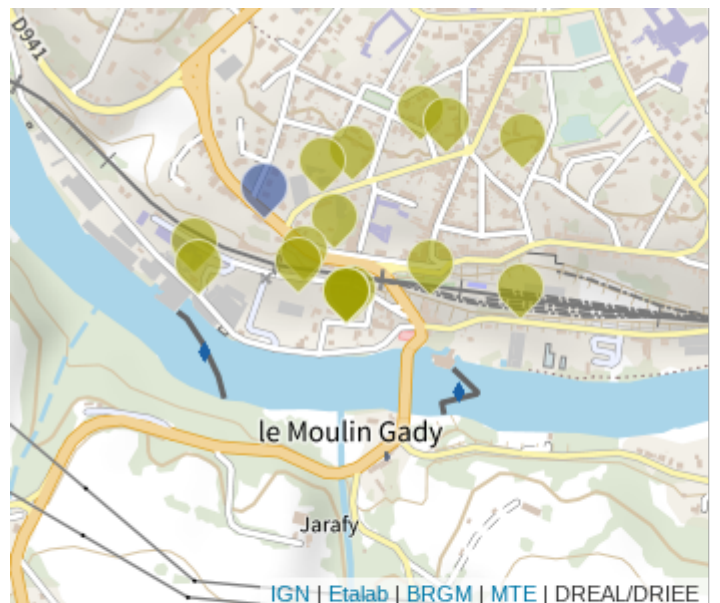 D941
le Moulin Gady
Jarafy
IGN | Etalab | BRGM | MTE | DREAL/DRIEE